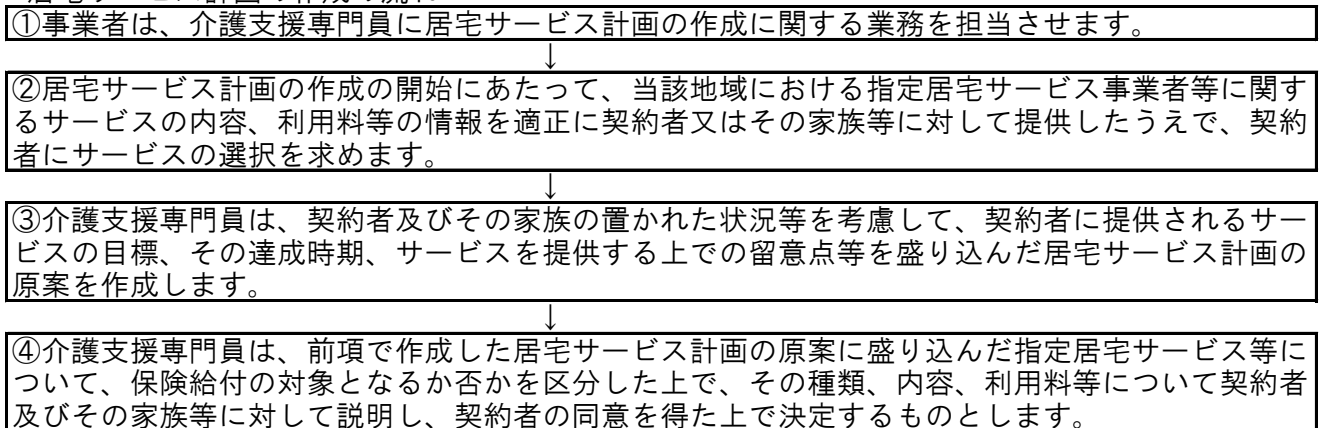 ①事業者は、介護支援専門員に居宅サービス計画の作成に関する業務を担当させます。
↓
②居宅サービス計画の作成の開始にあたって、当該地域における指定居宅サービス事業者等に関す
るサービスの内容、利用料等の情報を適正に契約者又はその家族等に対して提供したうえで、契約
者にサービスの選択を求めます。
↓
③介護支援専門員は、契約者及びその家族の置かれた状況等を考慮して、契約者に提供されるサー
ビスの目標、その達成時期、サービスを提供する上での留意点等を盛り込んだ居宅サービス計画の
原案を作成します。
↓
④介護支援専門員は、前項で作成した居宅サービス計画の原案に盛り込んだ指定居宅サービス等に
ついて、保険給付の対象となるか否かを区分した上で、その種類、内容、利用料等について契約者
及びその家族等に対して説明し、契約者の同意を得た上で決定するものとします。